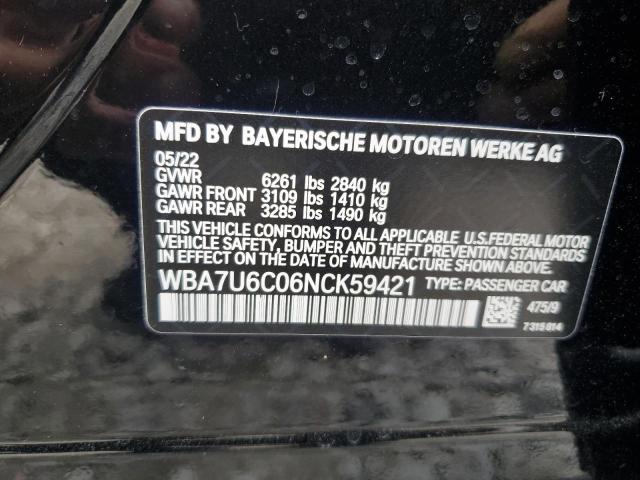 MFD BY BAYERISCHE MOTOREN WERKE AG
05/22
GVWR 6261 lbs 2840 kg
GAWR FRONT 3109 lbs 1410 kg
GAWR REAR 3285 lbs 1490 kg
THIS VEHICLE CONFORMS TO ALL APPLICABLE U.S.FEDERAL MOTOR
VEHICLE SAFETY, BUMPER AND THEFT PREVENTION STANDARDS
IN EFFECT ON THE DATE OF MANUFACTURE SHOWN ABOVE.
WBA7U6C06NCK59421 TYPE: PASSENGER CAR
475/9
7315014